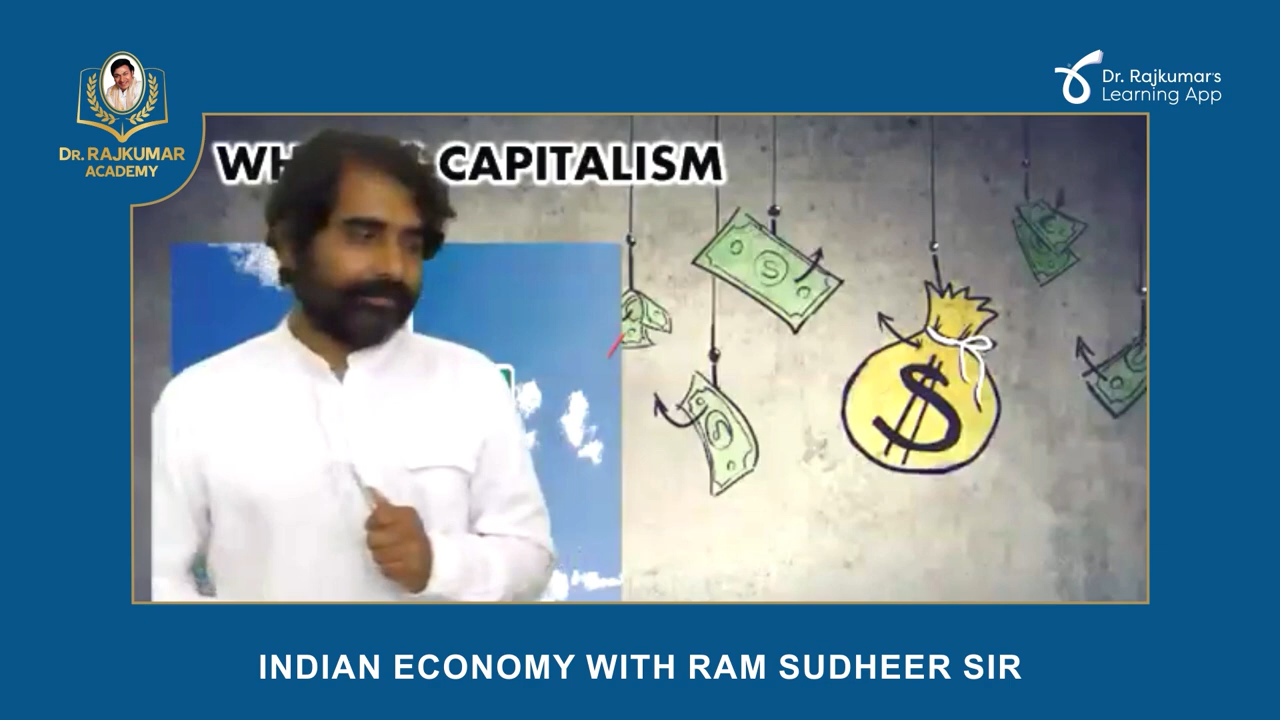 DR. RAJKUMAR
ACADEMY
Dr. Rajkumar's
Learning App
CAPITALISM
INDIAN ECONOMY WITH RAM SUDHEER SIR